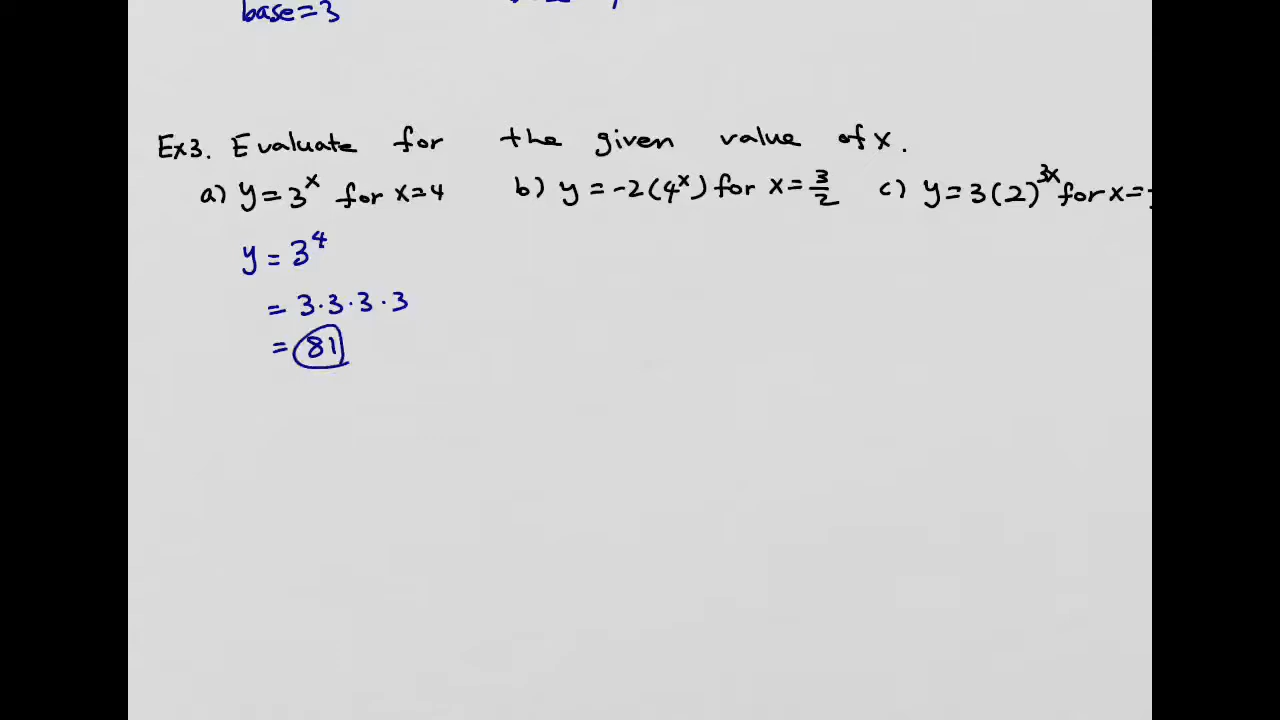 base=3
Ex3. Evaluate for the given value of x.
a) y = 3^x for x=4 b) y = -2(4^x) for x = 3/2 c) y = 3(2)^3x for x =
y = 3^4
= 3·3·3·3
= 81